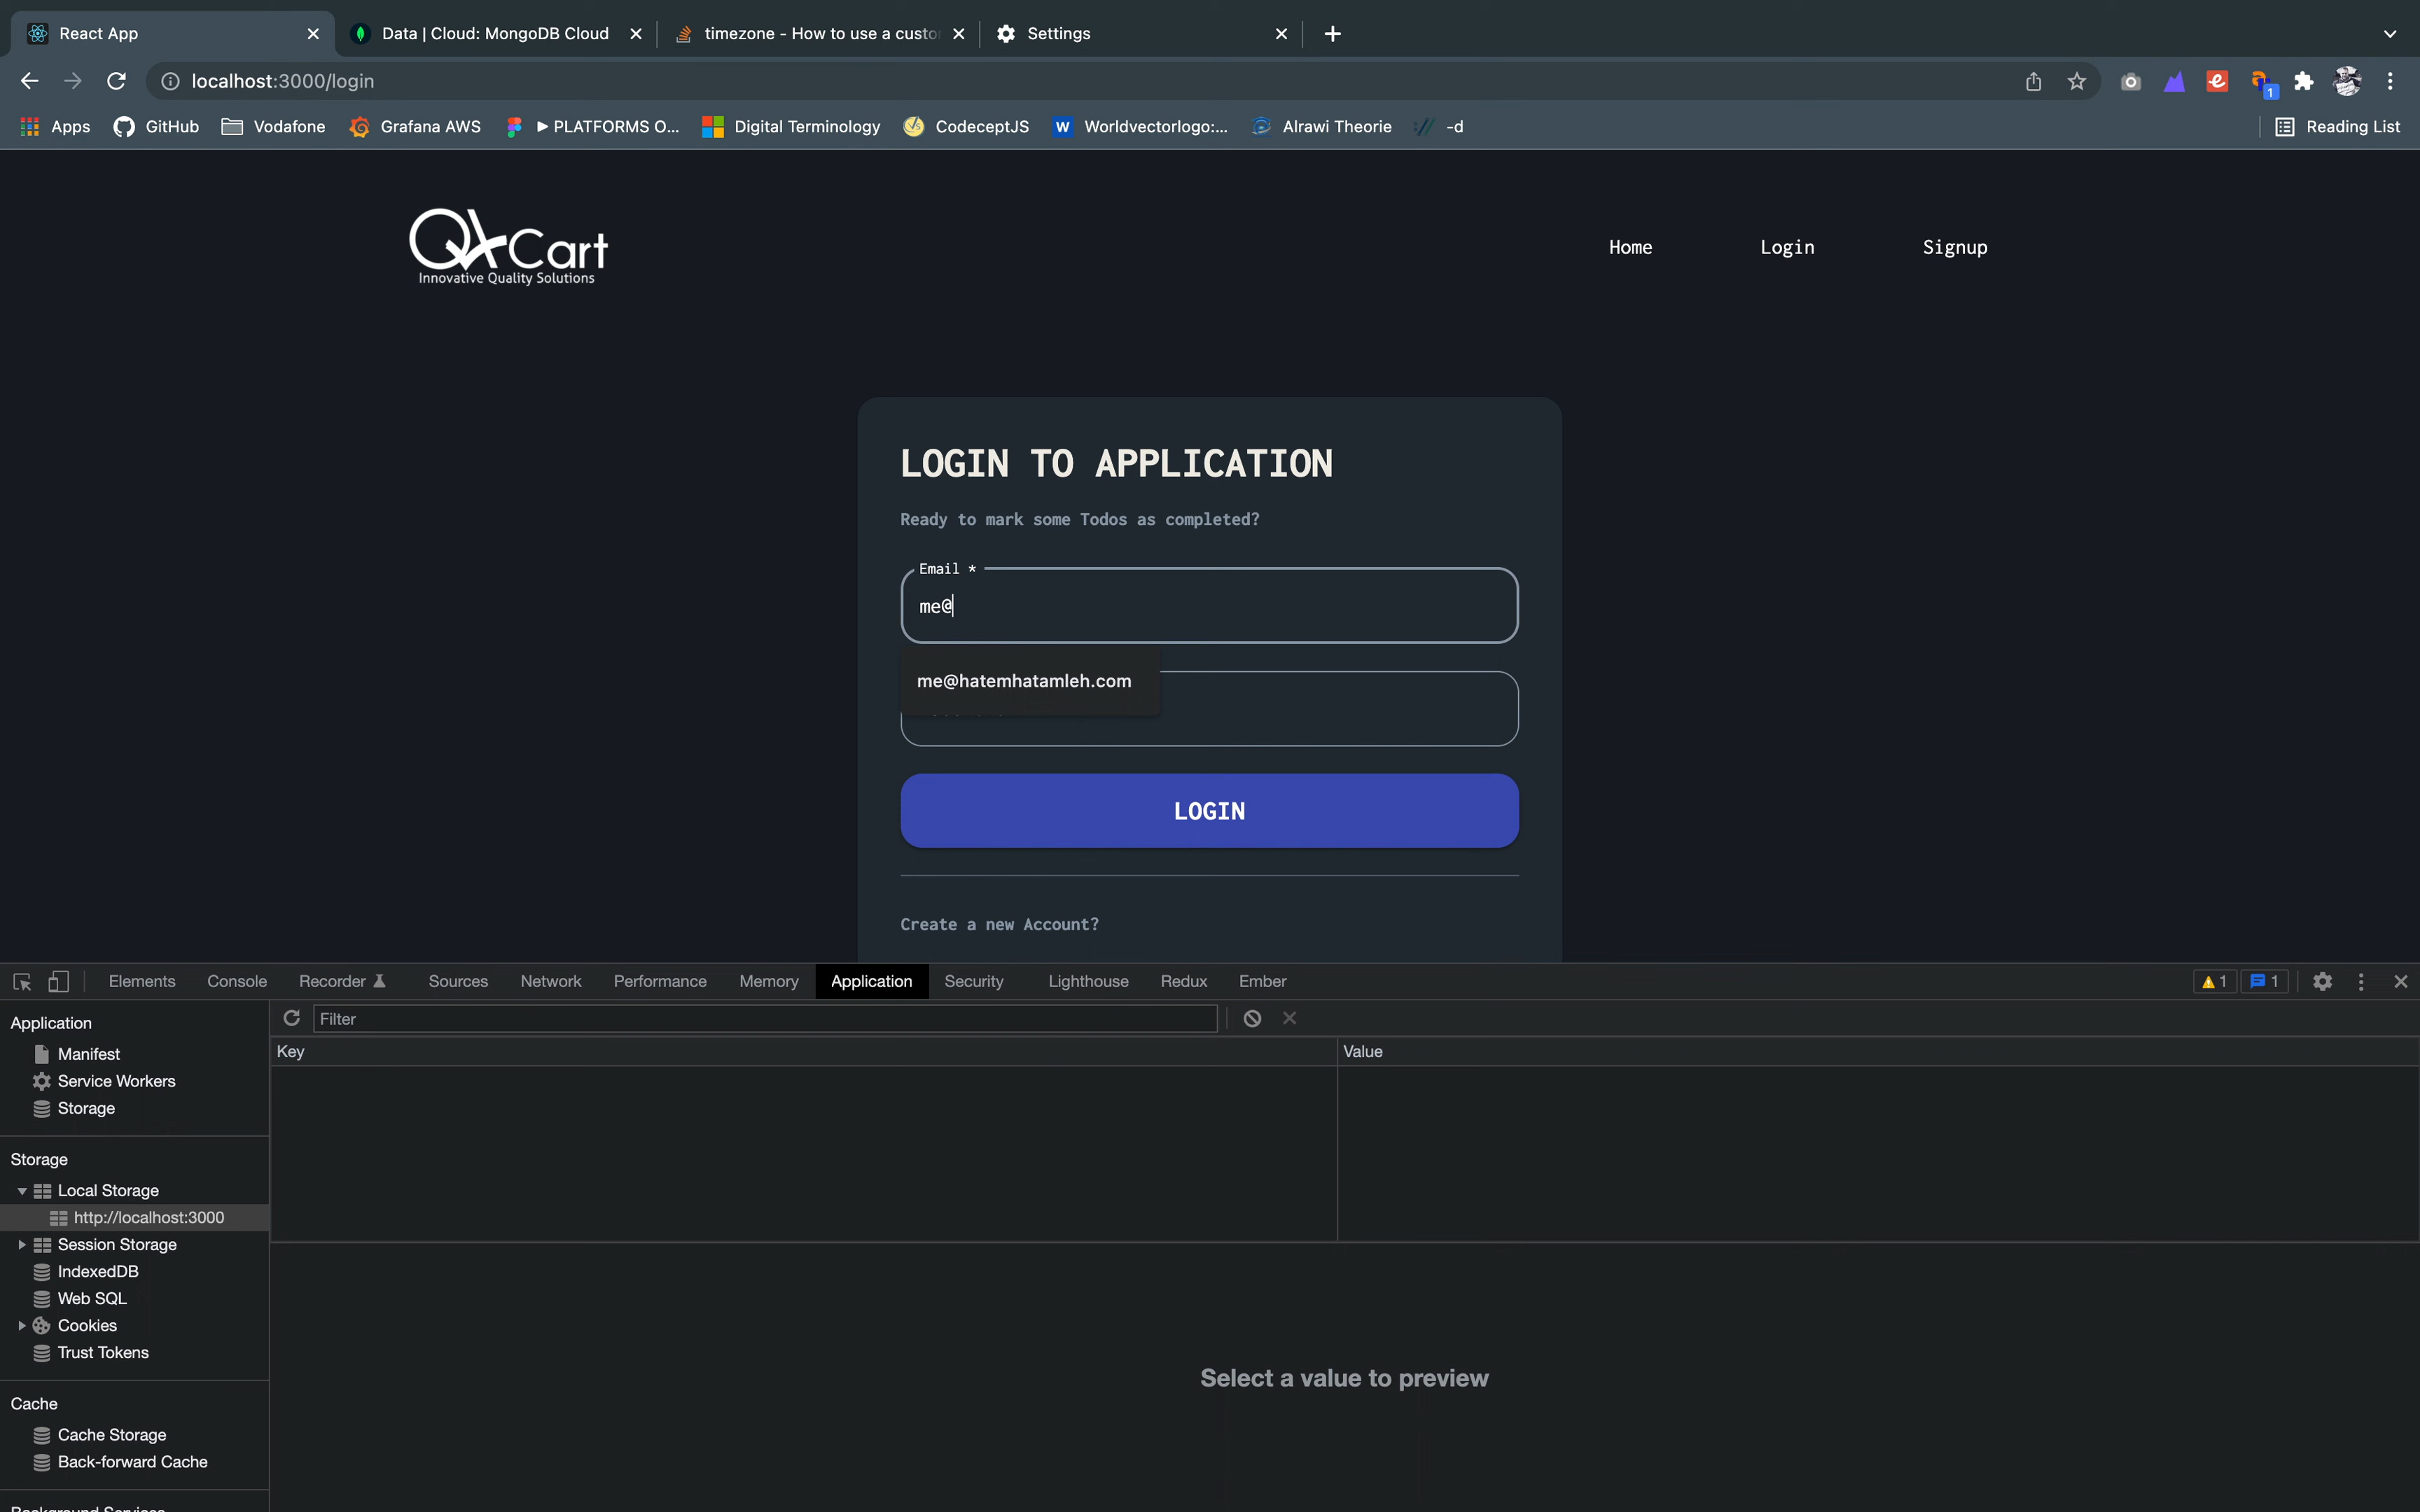 React App
Data | Cloud: MongoDB Cloud
timezone - How to use a custo
Settings
localhost:3000/login
1
Apps
GitHub
Vodafone
Grafana AWS
▶ PLATFORMS O...
Digital Terminology
CodeceptJS
W
Worldvectorlogo:...
Alrawi Theorie
-d
Reading List
QACart
Innovative Quality Solutions
Home
Login
Signup
LOGIN TO APPLICATION
Ready to mark some Todos as completed?
Email *
me@
me@hatemhatamleh.com
LOGIN
Create a new Account?
Elements
Console
Recorder
Sources
Network
Performance
Memory
Application
Security
Lighthouse
Redux
Ember
1
1
Application
Manifest
Service Workers
Storage
Storage
Local Storage
http://localhost:3000
Session Storage
IndexedDB
Web SQL
Cookies
Trust Tokens
Cache
Cache Storage
Back-forward Cache
Background Services
Filter
Key
Value
Select a value to preview